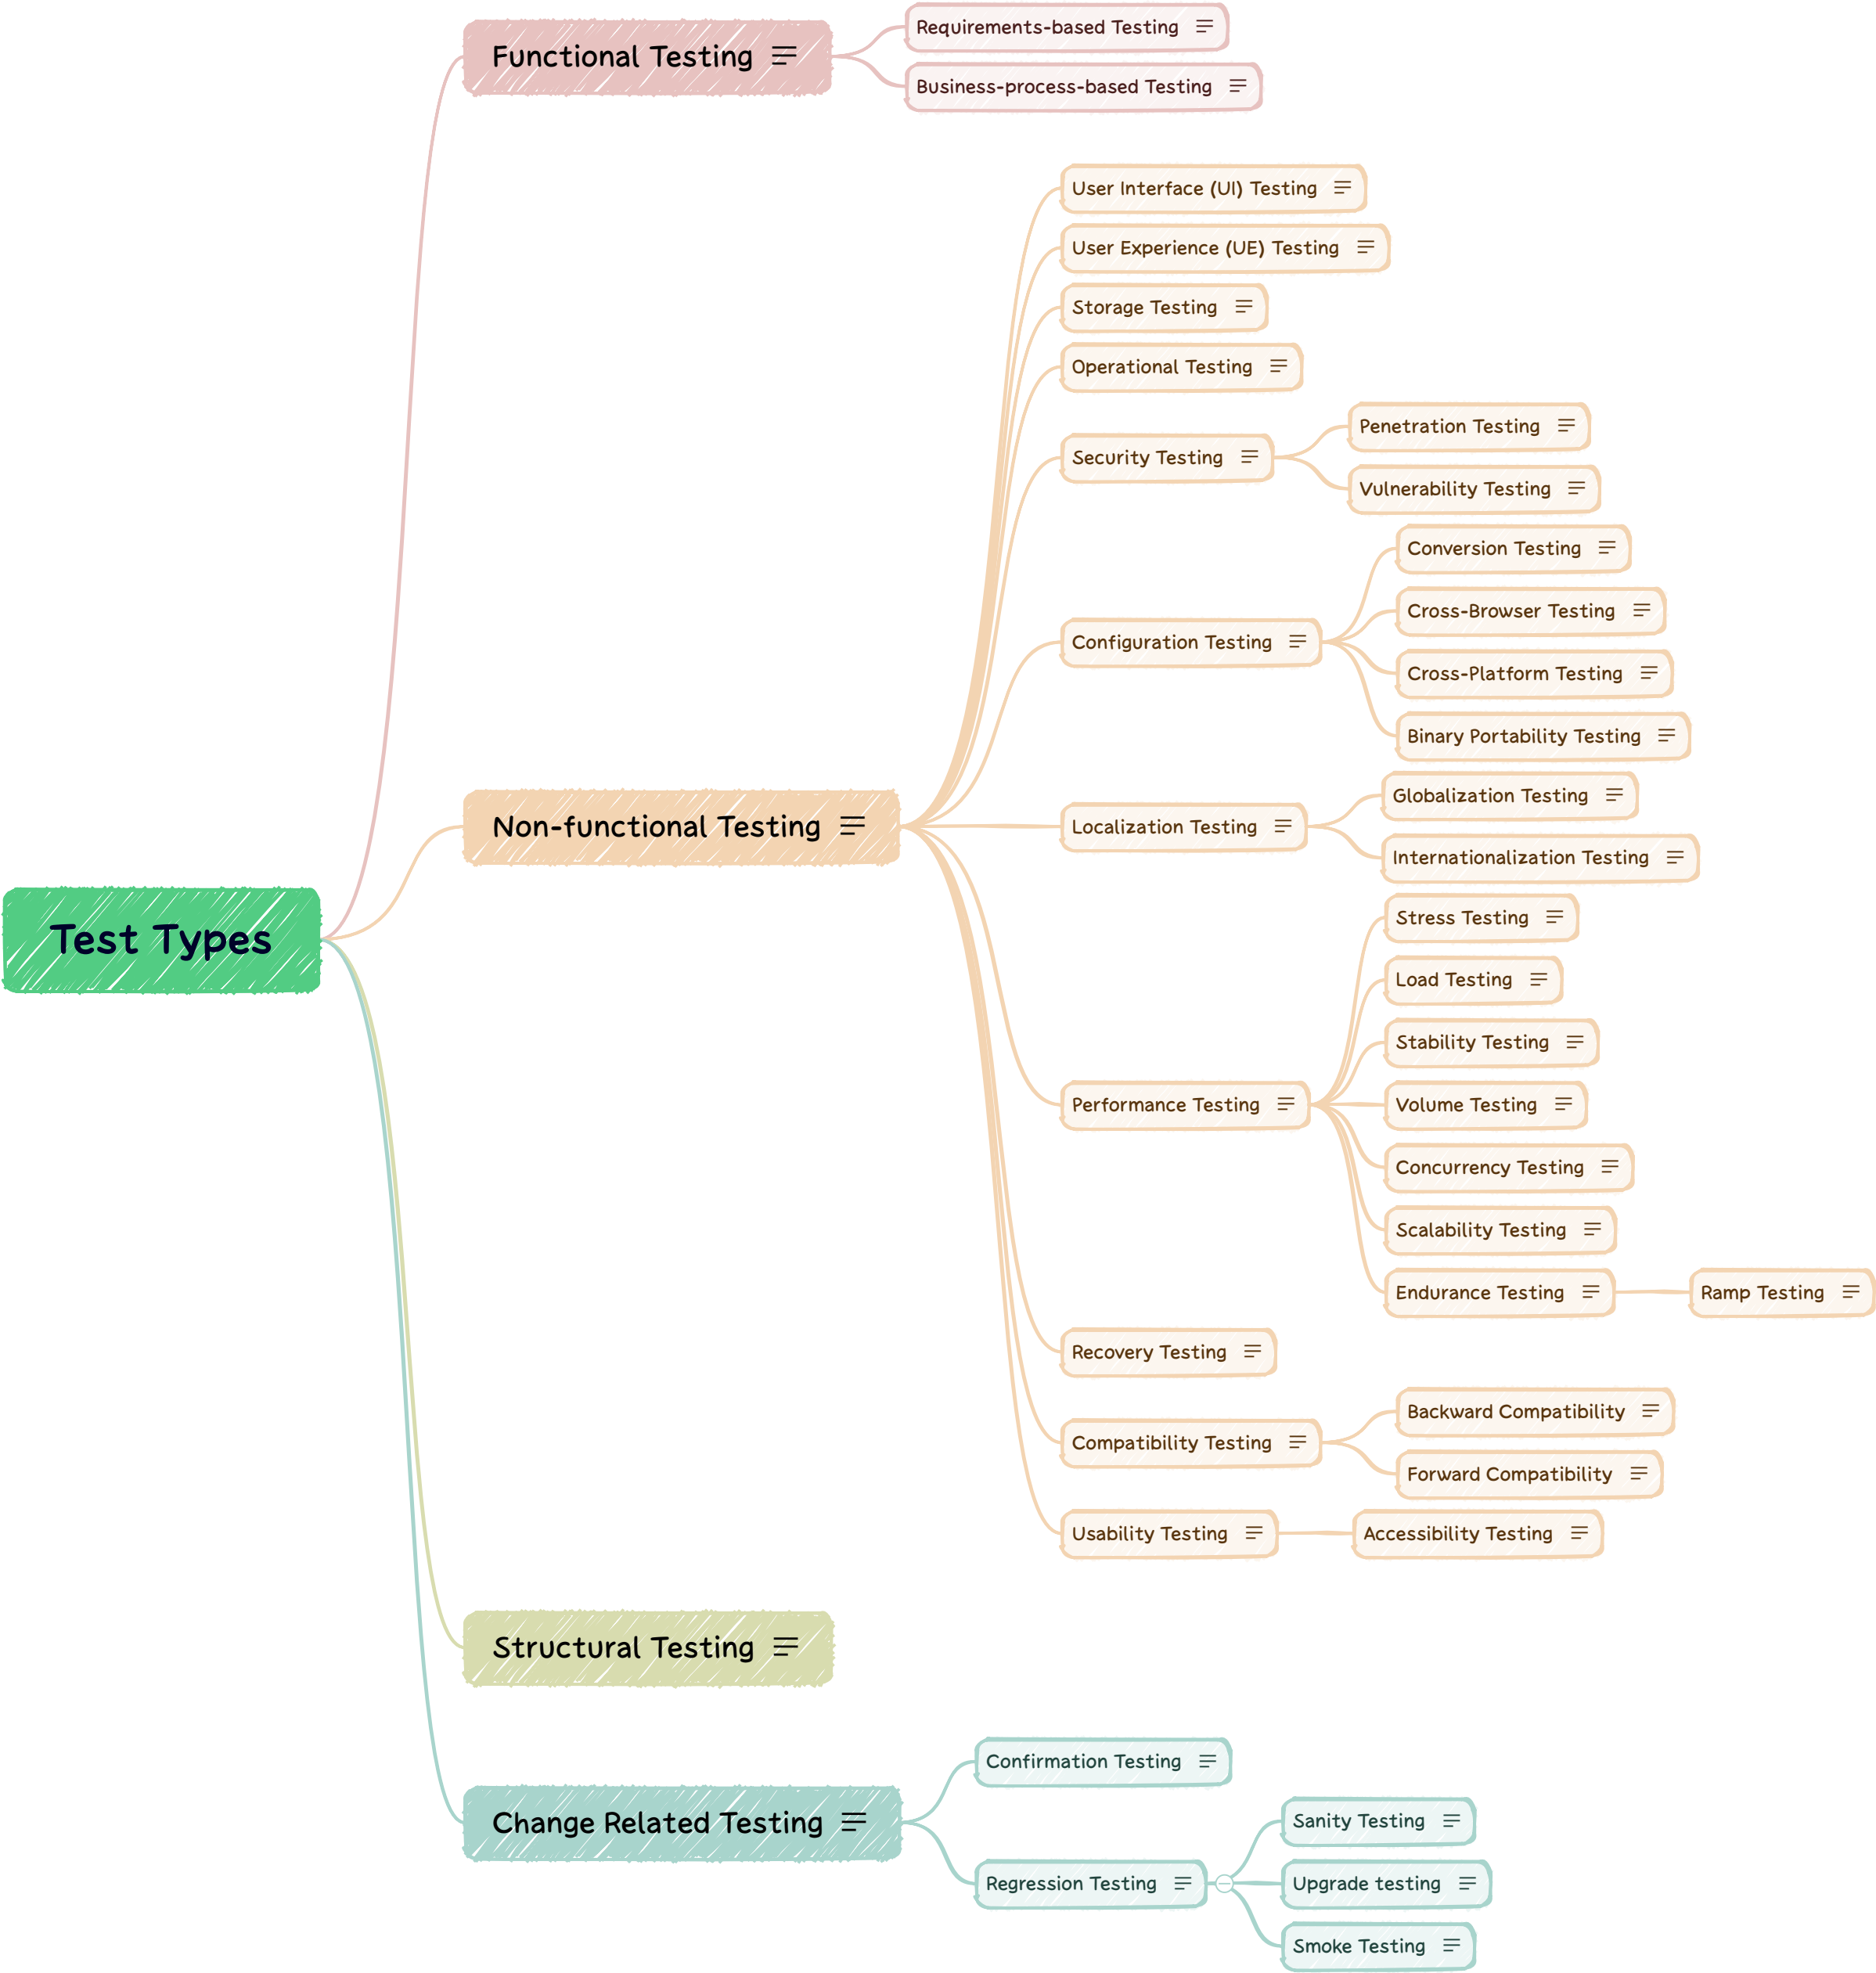 Functional Testing
Requirements-based Testing
Business-process-based Testing
User Interface (UI) Testing
User Experience (UE) Testing
Storage Testing
Operational Testing
Security Testing
Penetration Testing
Vulnerability Testing
Configuration Testing
Conversion Testing
Cross-Browser Testing
Cross-Platform Testing
Binary Portability Testing
Non-functional Testing
Localization Testing
Globalization Testing
Internationalization Testing
Test Types
Performance Testing
Stress Testing
Load Testing
Stability Testing
Volume Testing
Concurrency Testing
Scalability Testing
Endurance Testing
Ramp Testing
Recovery Testing
Compatibility Testing
Backward Compatibility
Forward Compatibility
Usability Testing
Accessibility Testing
Structural Testing
Change Related Testing
Confirmation Testing
Regression Testing
Sanity Testing
Upgrade testing
Smoke Testing